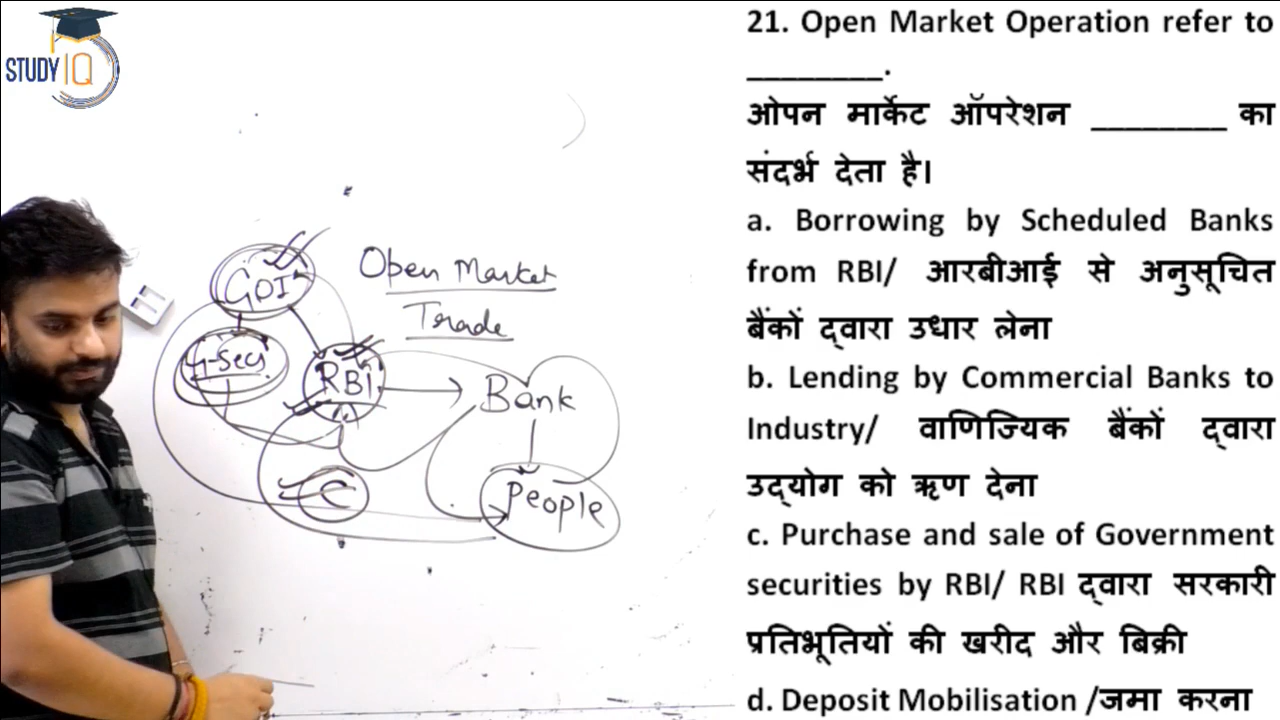 STUDY IQ
GOI
Open Market
Trade
G-Secs
RBI
Bank
C
People
21. Open Market Operation refer to
________.
ओपन मार्केट ऑपरेशन ________ का
संदर्भ देता है।
a. Borrowing by Scheduled Banks
from RBI/ आरबीआई से अनुसूचित
बैंकों द्वारा उधार लेना
b. Lending by Commercial Banks to
Industry/ वाणिज्यिक बैंकों द्वारा
उद्योग को ऋण देना
c. Purchase and sale of Government
securities by RBI/ RBI द्वारा सरकारी
प्रतिभूतियों की खरीद और बिक्री
d. Deposit Mobilisation /जमा करना